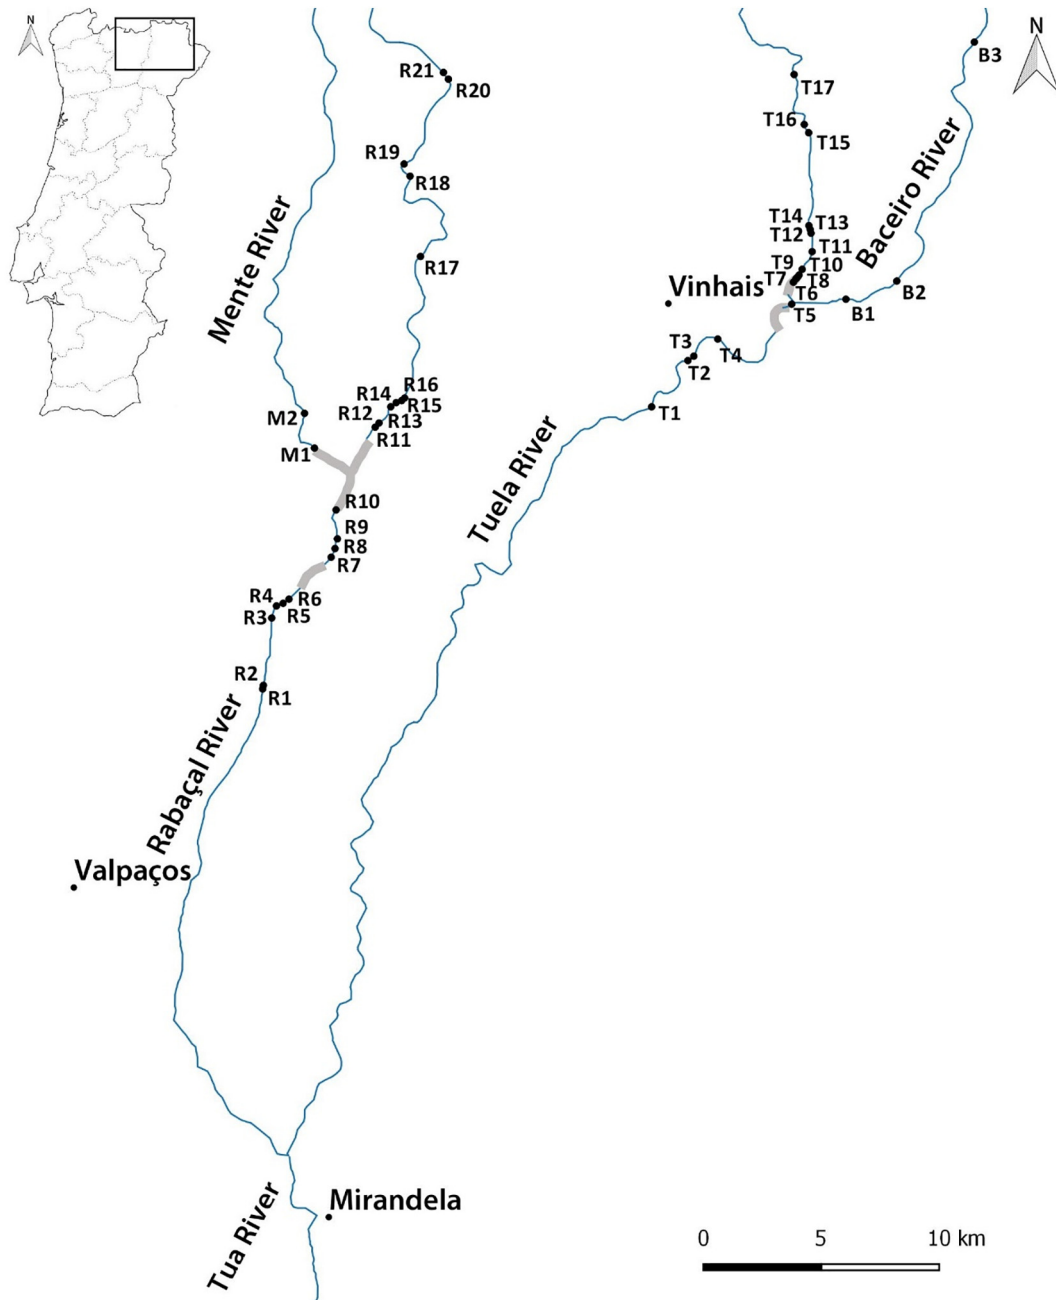 N
N
B3
R21
R20
T17
T16
T15
R19
R18
Baceiro River
Mente River
T14
T13
T12
T11
R17
T9
T10
T7
T8
Vinhais
T6
B2
T5
B1
T3
T4
T2
R16
R14
R15
T1
M2
R12
R13
R11
M1
Tuela River
R10
R9
R8
R7
R4
R6
R5
R3
R2
R1
Rabaçal River
Valpaços
Tua River
Mirandela
0 5 10 km